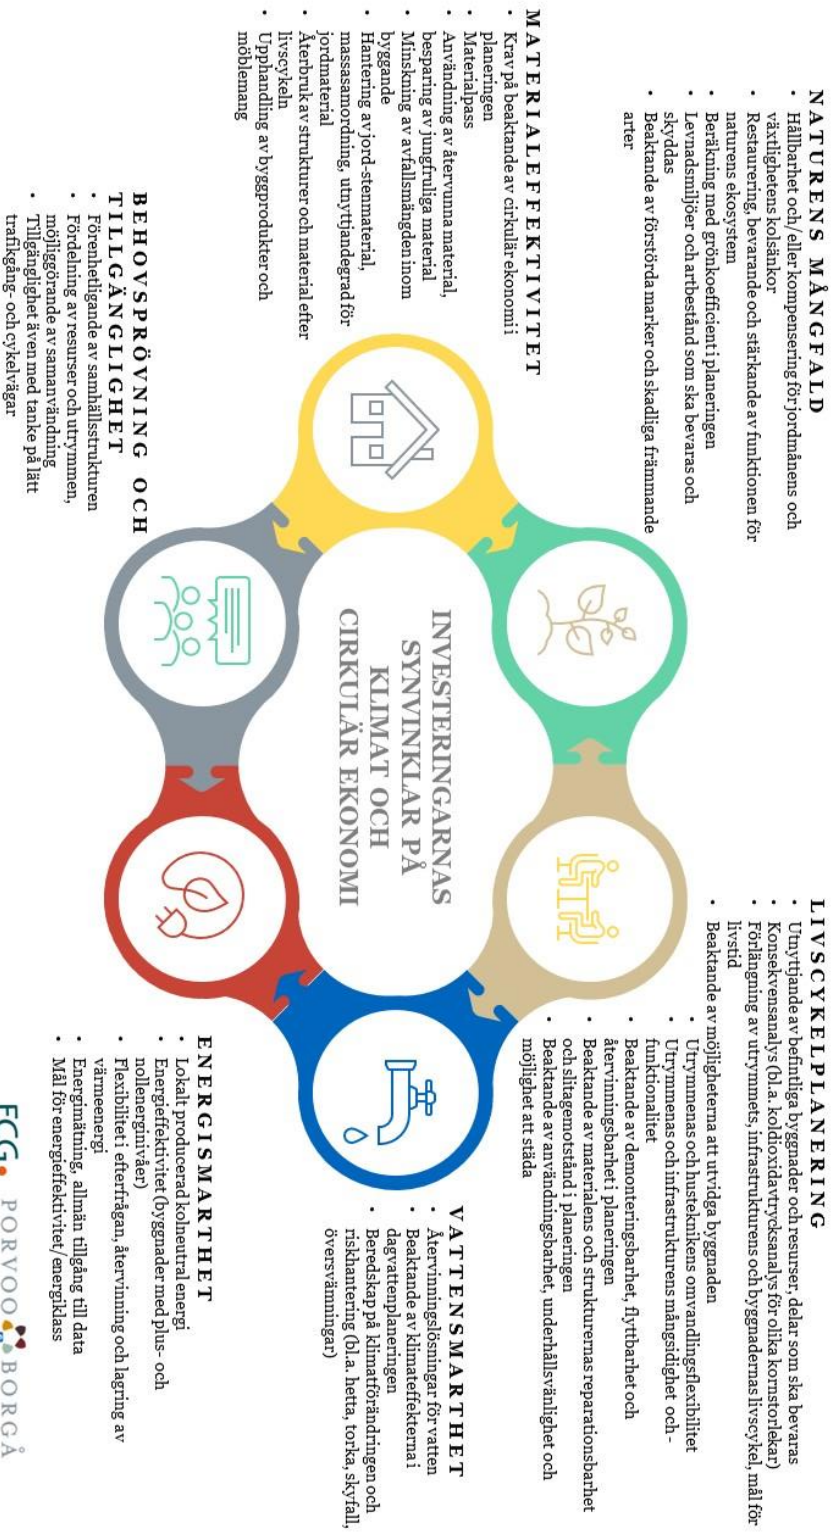 NATURENS MÅNGFALD
• Hållbarhet och/eller kompensering för jordmånens och
växtlighetens kolsänkor
• Restaurering, bevarande och stärkande av funktionen för
naturens ekosystem
• Beräkning med grönkoefficient i planeringen
• Levnadsmiljöer och artbestånd som ska bevaras och
skyddas
• Beaktande av förstörda marker och skadliga främmande
arter
LIVSCYKELPLANERING
• Utnyttjande av befintliga byggnader och resurser, delar som ska bevaras
• Konsekvensanalys (bl.a. koldioxidavtrycksanalys för olika kornstorlekar)
• Förlängning av utrymmets, infrastrukturens och byggnadernas livscykel, mål för
livstid
• Beaktande av möjligheterna att utvidga byggnaden
• Utrymmenas och husteknikens omvandlingsflexibilitet
• Utrymmenas och infrastrukturens mångsidighet och -
funktionalitet
• Beaktande av demonteringsbarhet, flyttbarhet och
återvinningsbarhet i planeringen
• Beaktande av materialens och strukturernas reparationsbarhet
och slitagemotstånd i planeringen
• Beaktande av användningsbarhet, underhållsvänlighet och
möjlighet att städa
MATERIALEFFEKTIVITET
• Krav på beaktande av cirkulär ekonomi i
planeringen
• Materialpass
• Användning av återvunna material,
besparing av jungfruliga material
• Minskning av avfallsmängden inom
byggande
• Hantering av jord-stenmaterial,
massasamordning, utnyttjandegrad för
jordmaterial
• Återbruk av strukturer och material efter
livscykeln
• Upphandling av byggprodukter och
möblemang
INVESTERINGARNAS
SYNVINKLAR PÅ
KLIMAT OCH
CIRKULÄR EKONOMI
VATTENSMARTHET
• Återvinningslösningar för vatten
• Beaktande av klimateffekterna i
dagvattenplaneringen
• Beredskap på klimatförändringen och
riskhantering (bl.a. hetta, torka, skyfall,
översvämningar)
BEHOVSPRÖVNING OCH
TILLGÄNGLIGHET
• Förenhetligande av samhällsstrukturen
• Fördelning av resurser och utrymmen,
möjliggörande av samanvändning
• Tillgänglighet även med tanke på lätt
trafikgång- och cykelvägar
ENERGISMARTHET
• Lokalt producerad kolneutral energi
• Energieffektivitet (byggnader med plus- och
nollenerginivåer)
• Flexibilitet i efterfrågan, återvinning och lagring av
värmeenergi
• Energimätning, allmän tillgång till data
• Mål för energieffektivitet/energiklass
FCG. PORVOO BORGÅ